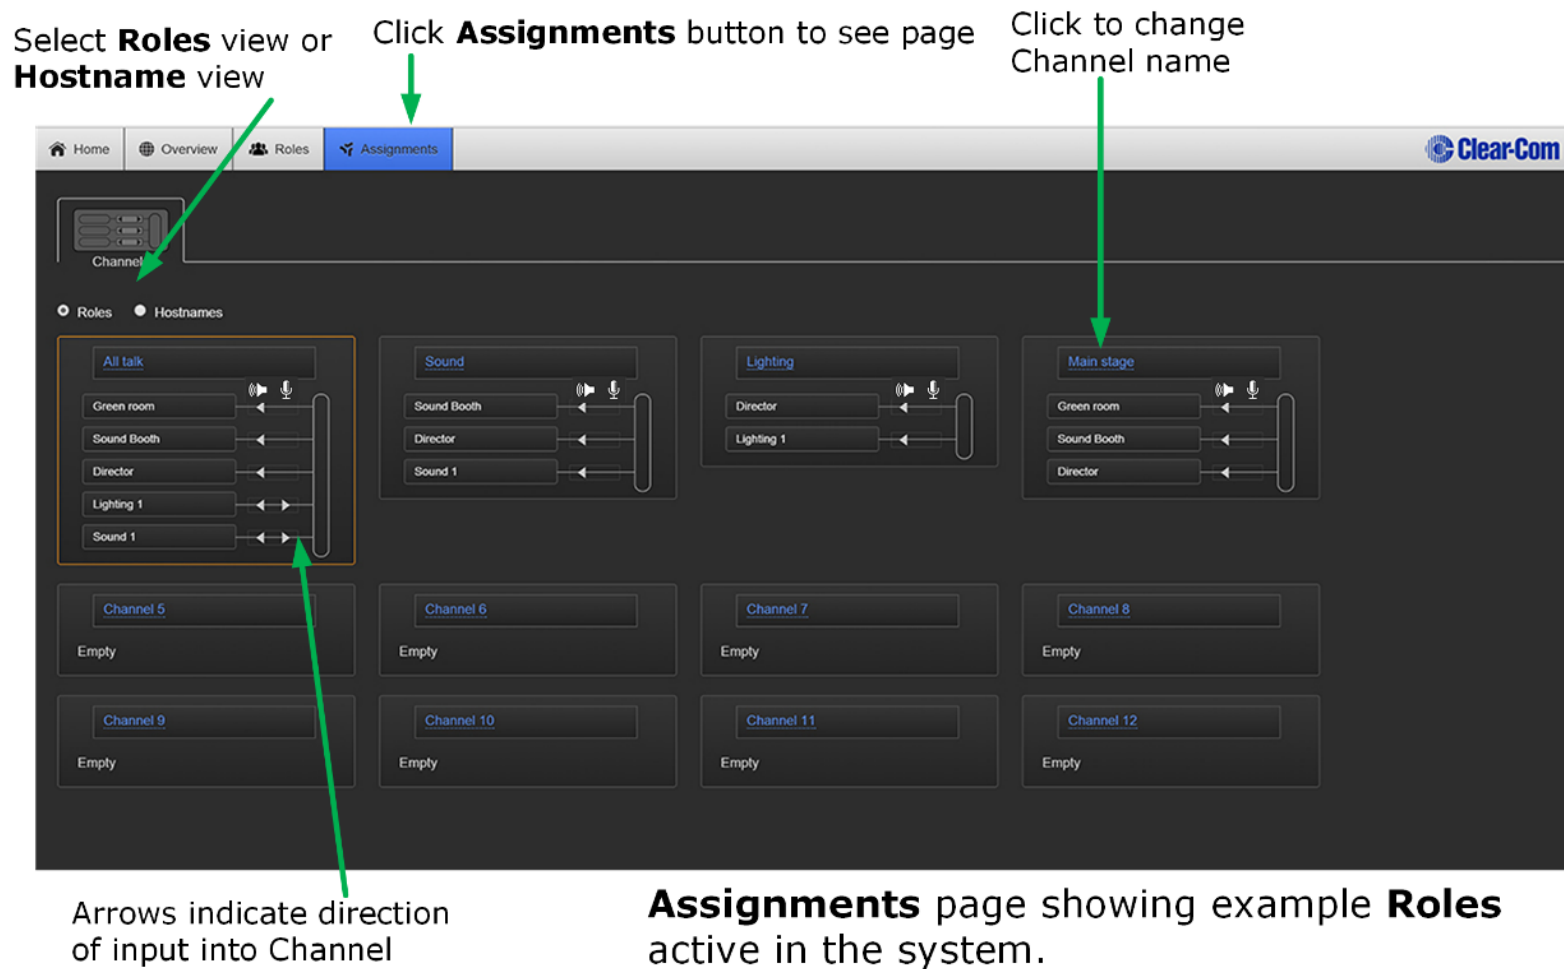 Select Roles view or
Hostname view
Click Assignments button to see page
Click to change
Channel name
Home
Overview
Roles
Assignments
Clear-Com
Channel
Roles
Hostnames
All talk
Green room
Sound Booth
Director
Lighting 1
Sound 1
Sound
Sound Booth
Director
Sound 1
Lighting
Director
Lighting 1
Main stage
Green room
Sound Booth
Director
Channel 5
Empty
Channel 6
Empty
Channel 7
Empty
Channel 8
Empty
Channel 9
Empty
Channel 10
Empty
Channel 11
Empty
Channel 12
Empty
Arrows indicate direction
of input into Channel
Assignments page showing example Roles
active in the system.